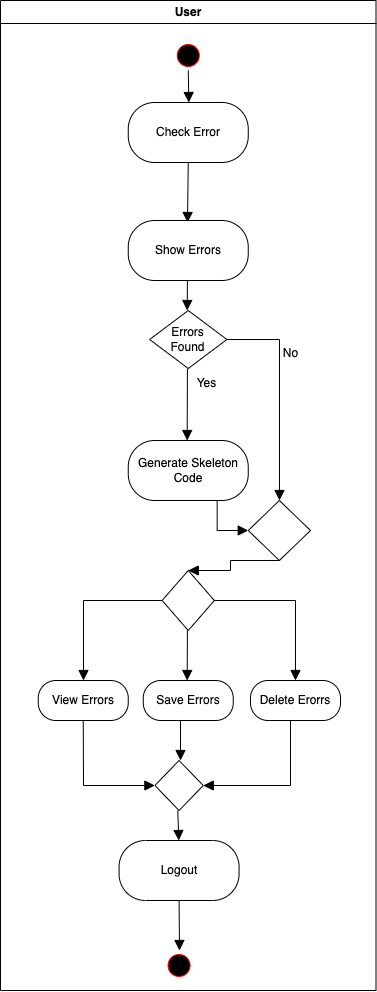 User
Check Error
Show Errors
Errors
Found
No
Yes
Generate Skeleton
Code
View Errors
Save Errors
Delete Erorrs
Logout